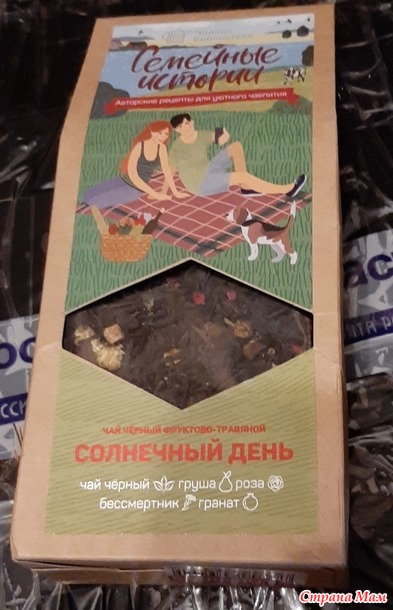 Семейные
истории
Авторские рецепты для уютного чаепития
ЧАЙ ЧЁРНЫЙ ФРУКТОВО-ТРАВЯНОЙ
СОЛНЕЧНЫЙ ДЕНЬ
чай чёрный груша роза
бессмертник гранат
Страна Мам